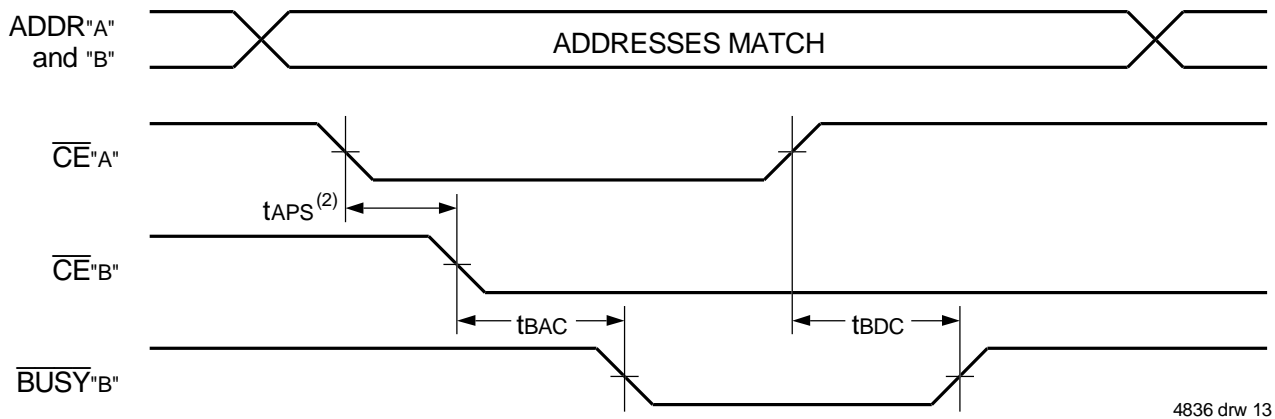 ADDR"A"
and "B"
ADDRESSES MATCH
CE"A"
tAPS(2)
CE"B"
tBAC
tBDC
BUSY"B"
4836 drw 13